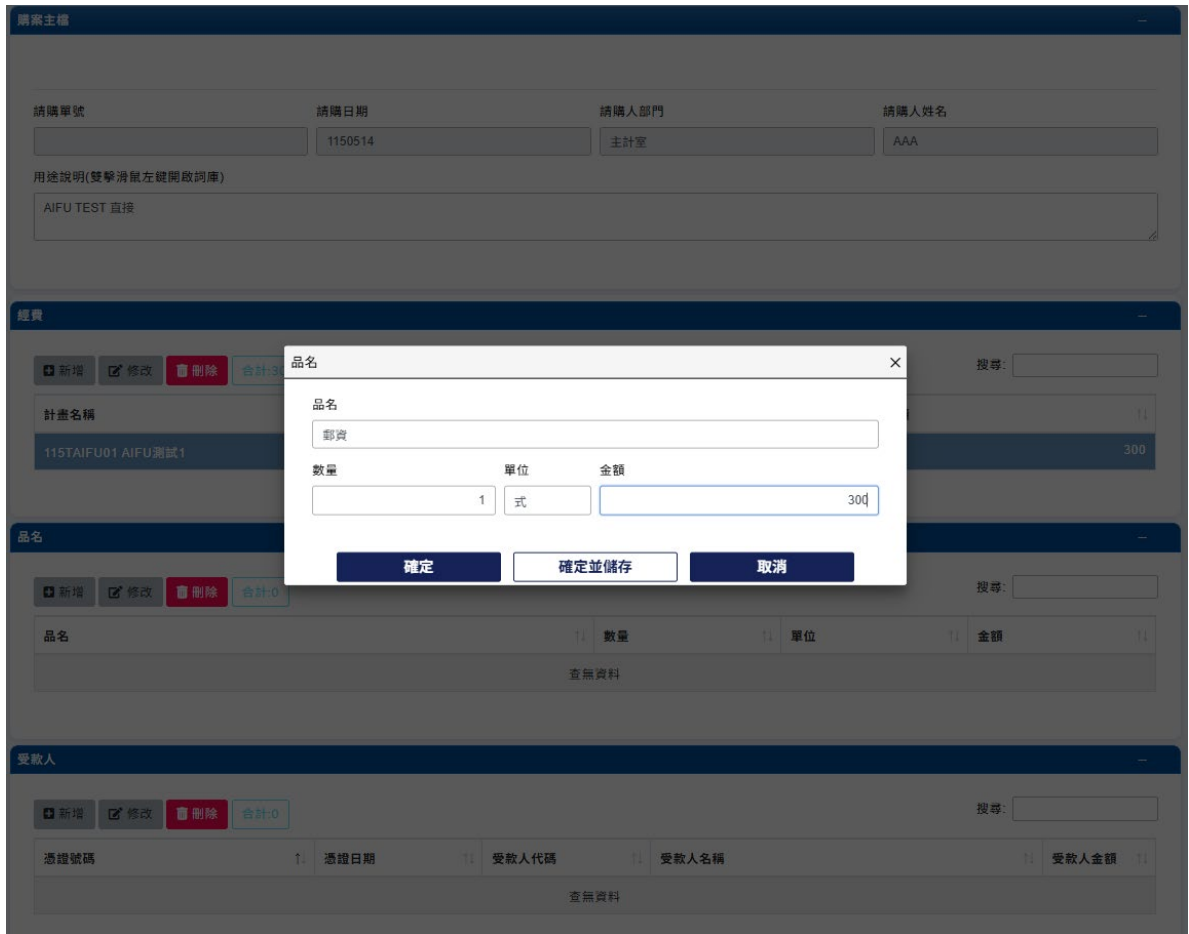 購案主檔
請購單號 請購日期 請購人部門 請購人姓名
1150514 主計室 AAA
用途說明(雙擊滑鼠左鍵開啟詞庫)
AIFU TEST 直接
經費
新增 修改 刪除 搜尋:
計畫名稱
115TAIFU01 AIFU測試1 300
品名
品名
郵資
數量 單位 金額
1 式 300
確定 確定並儲存 取消
品名
新增 修改 刪除 合計:0 搜尋:
品名 數量 單位 金額
查無資料
受款人
新增 修改 刪除 合計:0 搜尋:
憑證號碼 憑證日期 受款人代碼 受款人名稱 受款人金額
查無資料